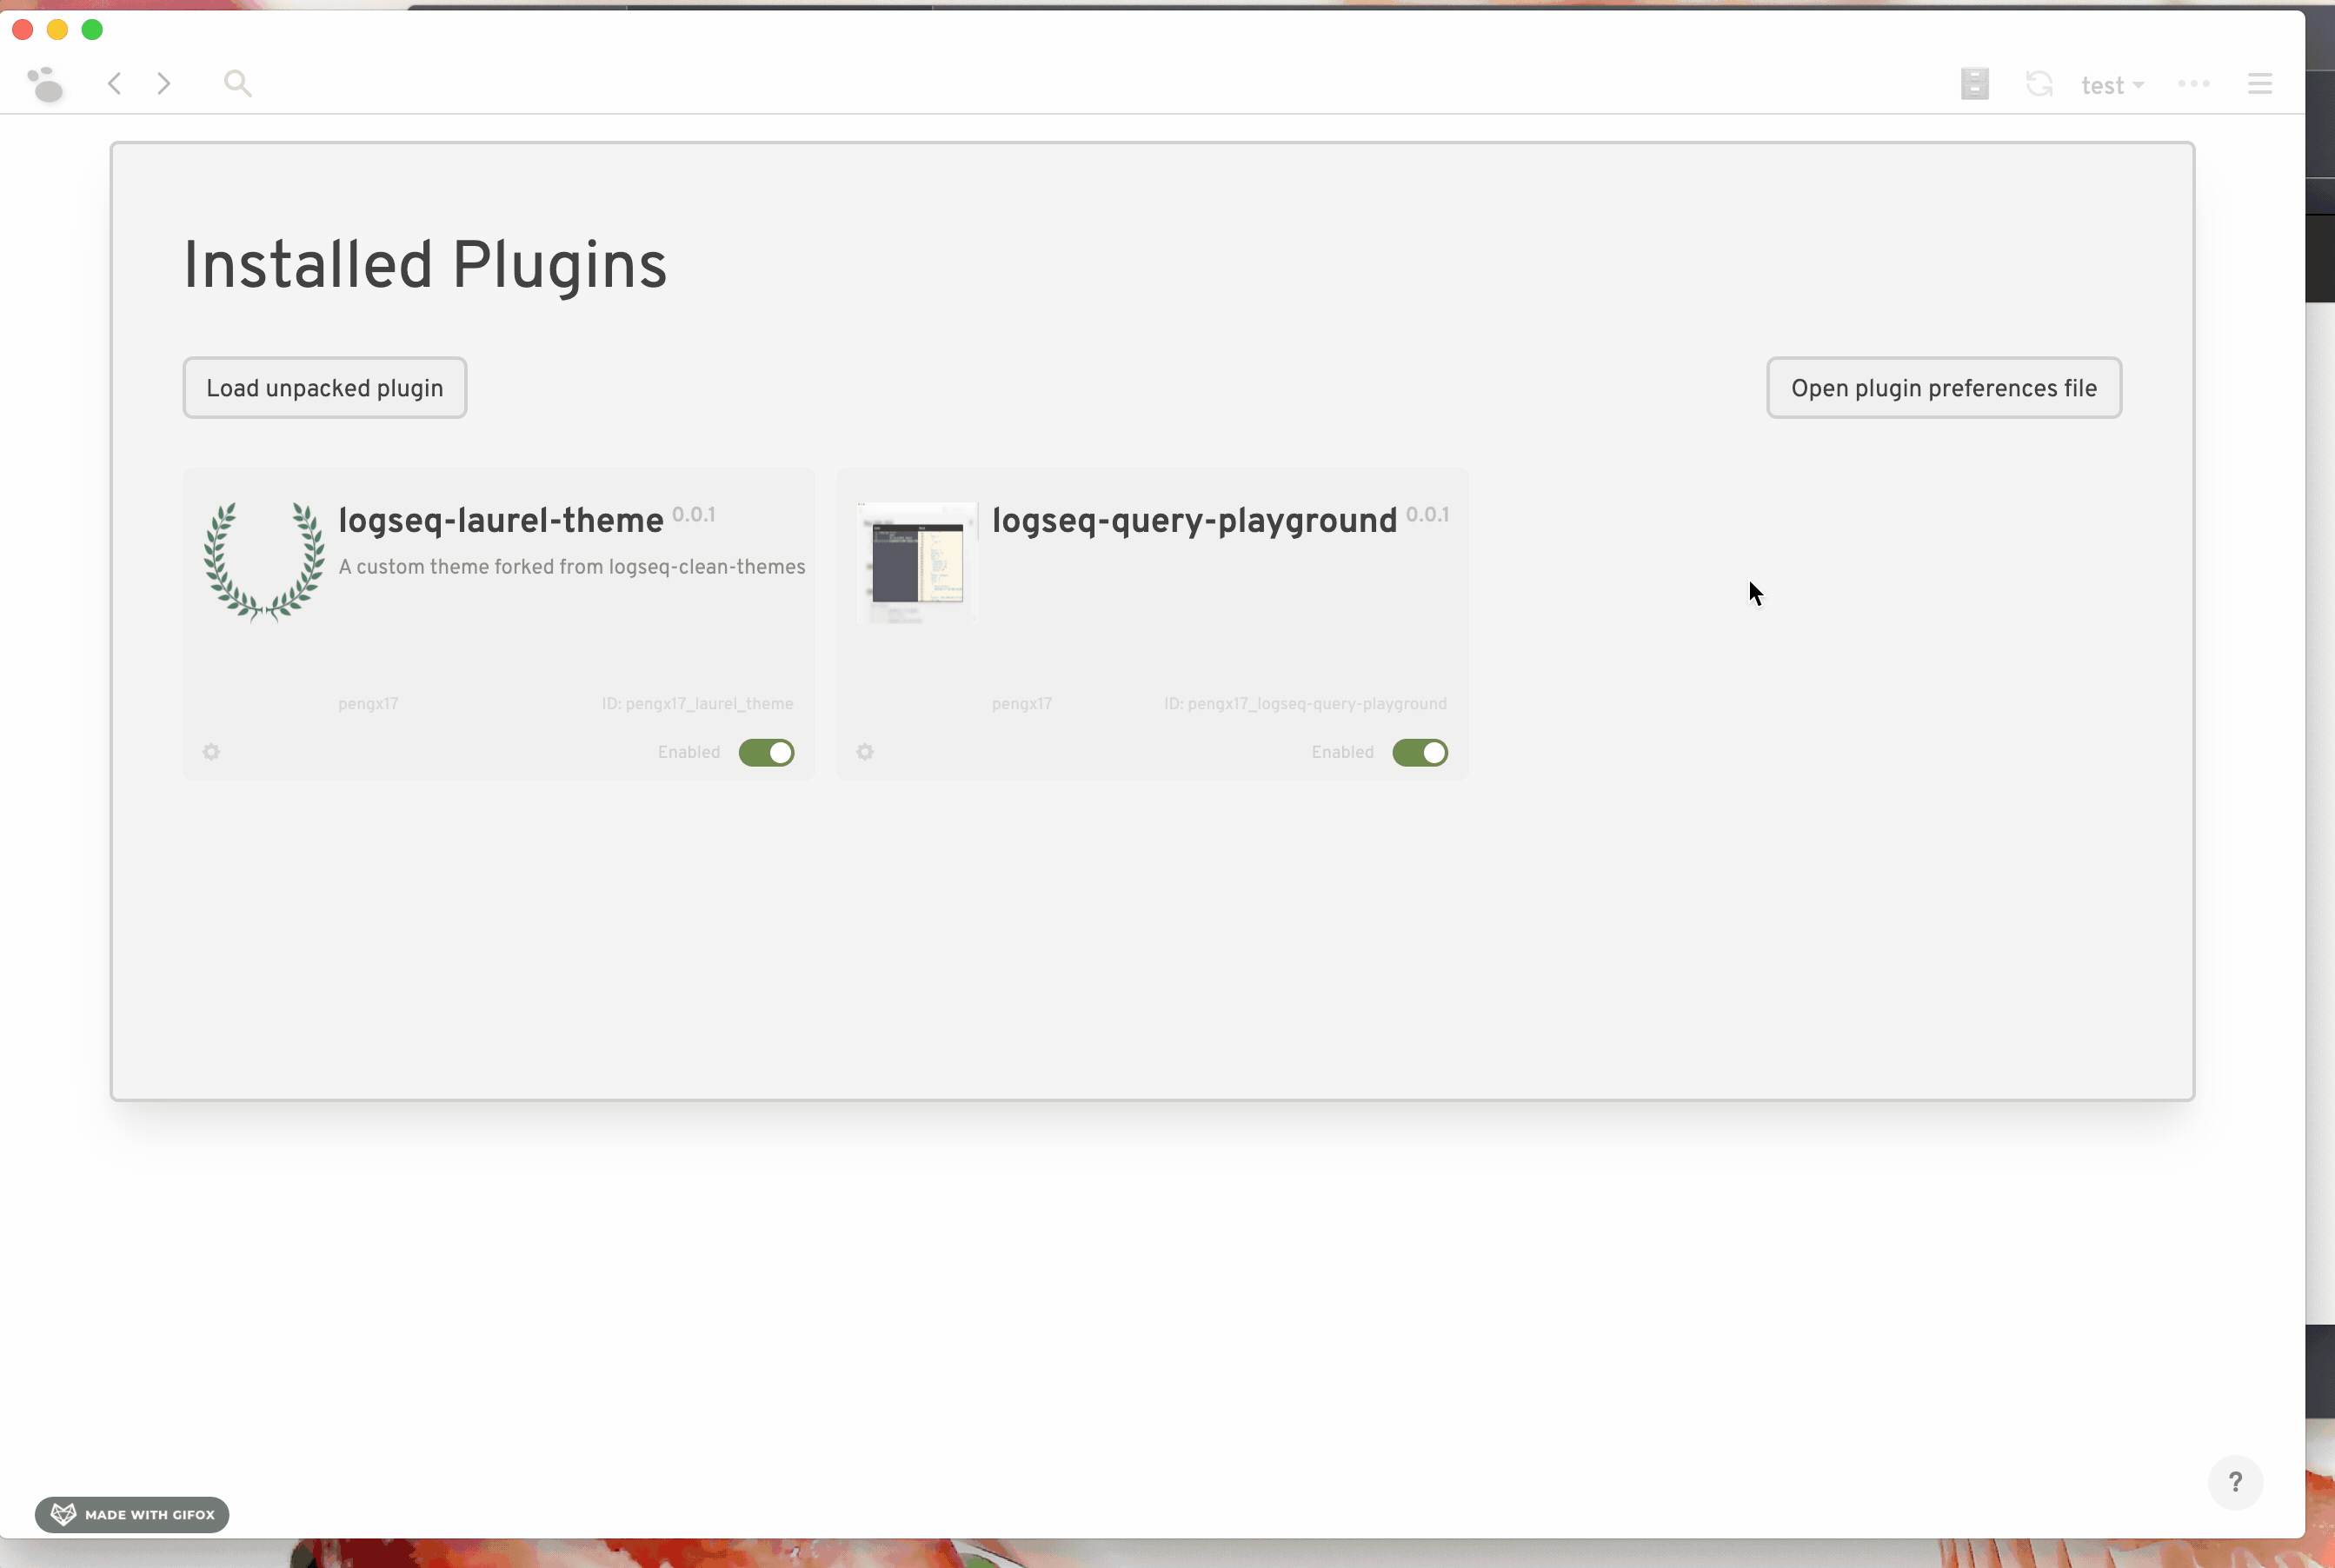 test
Installed Plugins
Load unpacked plugin
Open plugin preferences file
logseq-laurel-theme 0.0.1
A custom theme forked from logseq-clean-themes
pengx17
ID: pengx17_laurel_theme
Enabled
logseq-query-playground 0.0.1
pengx17
ID: pengx17_logseq-query-playground
Enabled
?
MADE WITH GIFOX